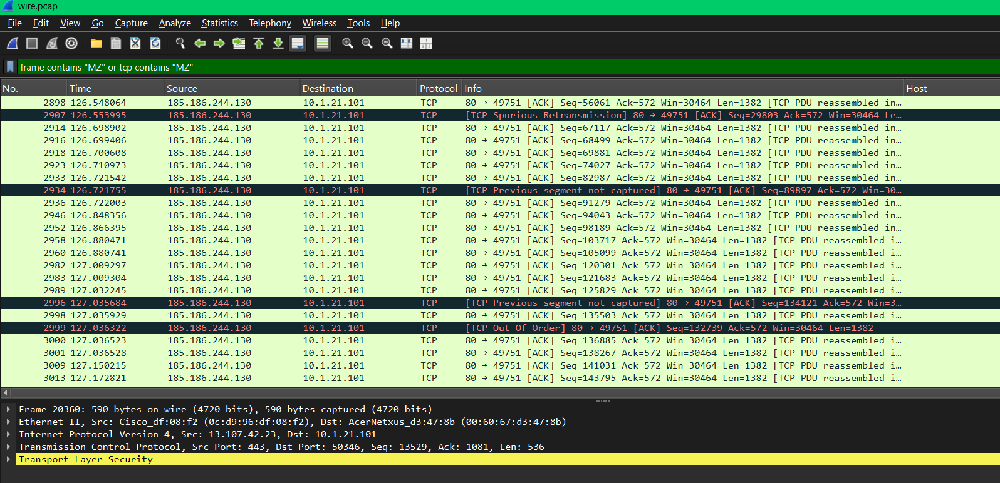 wire.pcap
File Edit View Go Capture Analyze Statistics Telephony Wireless Tools Help
frame contains "MZ" or tcp contains "MZ"
No. Time Source Destination Protocol Info Host
2898 126.548064 185.186.244.130 10.1.21.101 TCP 80 → 49751 [ACK] Seq=56061 Ack=572 Win=30464 Len=1382 [TCP PDU reassembled in…
2907 126.553995 185.186.244.130 10.1.21.101 TCP [TCP Spurious Retransmission] 80 → 49751 [ACK] Seq=29803 Ack=572 Win=30464 Le…
2914 126.698902 185.186.244.130 10.1.21.101 TCP 80 → 49751 [ACK] Seq=67117 Ack=572 Win=30464 Len=1382 [TCP PDU reassembled in…
2916 126.699406 185.186.244.130 10.1.21.101 TCP 80 → 49751 [ACK] Seq=68499 Ack=572 Win=30464 Len=1382 [TCP PDU reassembled in…
2918 126.700608 185.186.244.130 10.1.21.101 TCP 80 → 49751 [ACK] Seq=69881 Ack=572 Win=30464 Len=1382 [TCP PDU reassembled in…
2923 126.710973 185.186.244.130 10.1.21.101 TCP 80 → 49751 [ACK] Seq=74027 Ack=572 Win=30464 Len=1382 [TCP PDU reassembled in…
2933 126.721542 185.186.244.130 10.1.21.101 TCP 80 → 49751 [ACK] Seq=82987 Ack=572 Win=30464 Len=1382 [TCP PDU reassembled in…
2934 126.721755 185.186.244.130 10.1.21.101 TCP [TCP Previous segment not captured] 80 → 49751 [ACK] Seq=89897 Ack=572 Win=30…
2936 126.722003 185.186.244.130 10.1.21.101 TCP 80 → 49751 [ACK] Seq=91279 Ack=572 Win=30464 Len=1382 [TCP PDU reassembled in…
2946 126.848356 185.186.244.130 10.1.21.101 TCP 80 → 49751 [ACK] Seq=94043 Ack=572 Win=30464 Len=1382 [TCP PDU reassembled in…
2952 126.866395 185.186.244.130 10.1.21.101 TCP 80 → 49751 [ACK] Seq=98189 Ack=572 Win=30464 Len=1382 [TCP PDU reassembled in…
2958 126.880471 185.186.244.130 10.1.21.101 TCP 80 → 49751 [ACK] Seq=103717 Ack=572 Win=30464 Len=1382 [TCP PDU reassembled i…
2960 126.880741 185.186.244.130 10.1.21.101 TCP 80 → 49751 [ACK] Seq=105099 Ack=572 Win=30464 Len=1382 [TCP PDU reassembled i…
2982 127.009297 185.186.244.130 10.1.21.101 TCP 80 → 49751 [ACK] Seq=120301 Ack=572 Win=30464 Len=1382 [TCP PDU reassembled i…
2983 127.009304 185.186.244.130 10.1.21.101 TCP 80 → 49751 [ACK] Seq=121683 Ack=572 Win=30464 Len=1382 [TCP PDU reassembled i…
2989 127.032245 185.186.244.130 10.1.21.101 TCP 80 → 49751 [ACK] Seq=125829 Ack=572 Win=30464 Len=1382 [TCP PDU reassembled i…
2996 127.035684 185.186.244.130 10.1.21.101 TCP [TCP Previous segment not captured] 80 → 49751 [ACK] Seq=134121 Ack=572 Win=3…
2998 127.035929 185.186.244.130 10.1.21.101 TCP 80 → 49751 [ACK] Seq=135503 Ack=572 Win=30464 Len=1382 [TCP PDU reassembled i…
2999 127.036322 185.186.244.130 10.1.21.101 TCP [TCP Out-Of-Order] 80 → 49751 [ACK] Seq=132739 Ack=572 Win=30464 Len=1382
3000 127.036523 185.186.244.130 10.1.21.101 TCP 80 → 49751 [ACK] Seq=136885 Ack=572 Win=30464 Len=1382 [TCP PDU reassembled i…
3001 127.036528 185.186.244.130 10.1.21.101 TCP 80 → 49751 [ACK] Seq=138267 Ack=572 Win=30464 Len=1382 [TCP PDU reassembled i…
3009 127.150215 185.186.244.130 10.1.21.101 TCP 80 → 49751 [ACK] Seq=141031 Ack=572 Win=30464 Len=1382 [TCP PDU reassembled i…
3013 127.172821 185.186.244.130 10.1.21.101 TCP 80 → 49751 [ACK] Seq=143795 Ack=572 Win=30464 Len=1382 [TCP PDU reassembled i…
Frame 20360: 590 bytes on wire (4720 bits), 590 bytes captured (4720 bits)
Ethernet II, Src: Cisco_df:08:f2 (0c:d9:96:df:08:f2), Dst: AcerNetxus_d3:47:8b (00:60:67:d3:47:8b)
Internet Protocol Version 4, Src: 13.107.42.23, Dst: 10.1.21.101
Transmission Control Protocol, Src Port: 443, Dst Port: 50346, Seq: 13529, Ack: 1081, Len: 536
Transport Layer Security